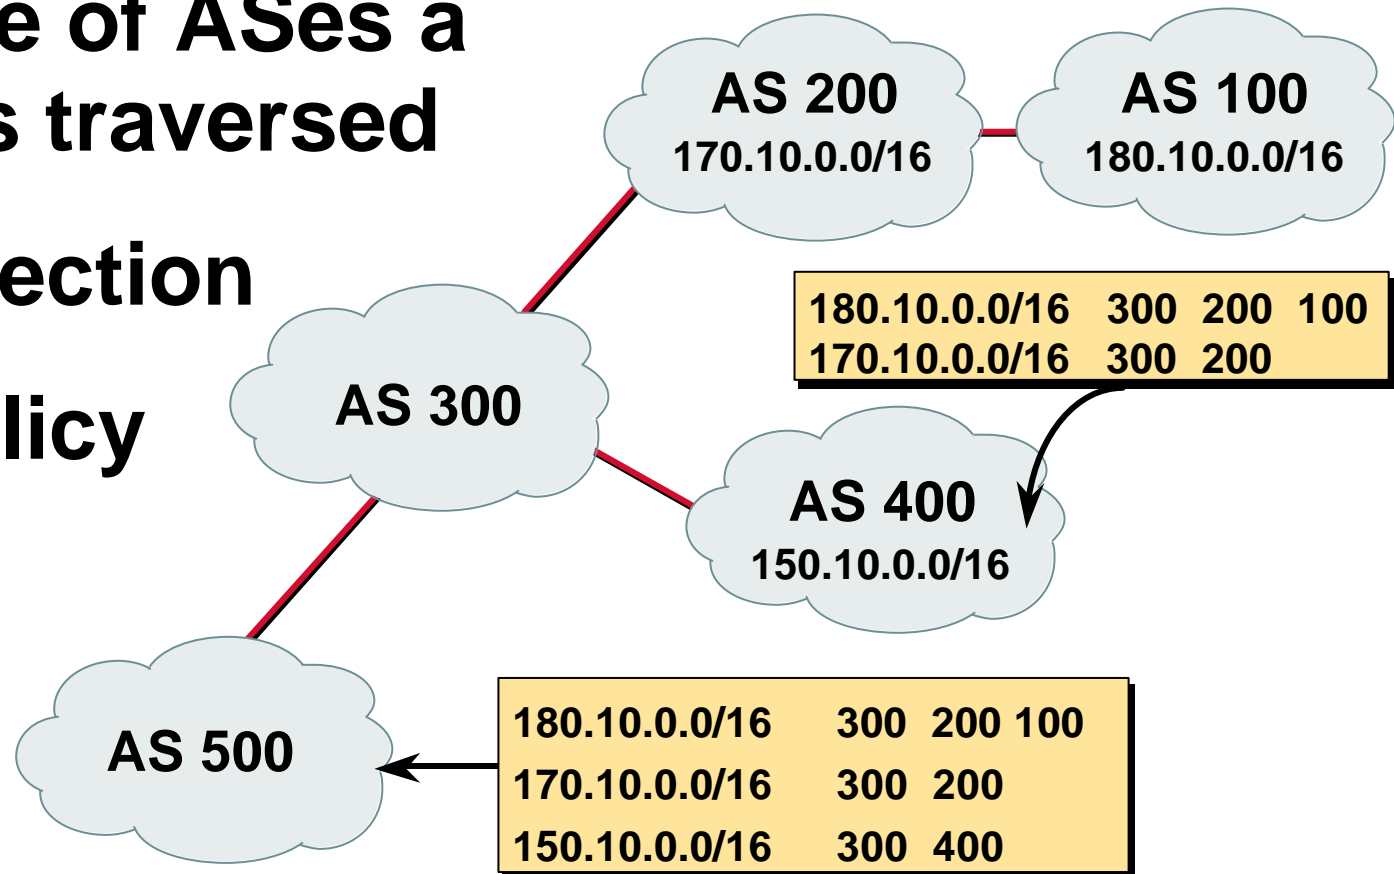 e of ASes a
s traversed
ection
licy
AS 200
170.10.0.0/16
AS 100
180.10.0.0/16
180.10.0.0/16 300 200 100
170.10.0.0/16 300 200
AS 300
AS 400
150.10.0.0/16
AS 500
180.10.0.0/16 300 200 100
170.10.0.0/16 300 200
150.10.0.0/16 300 400